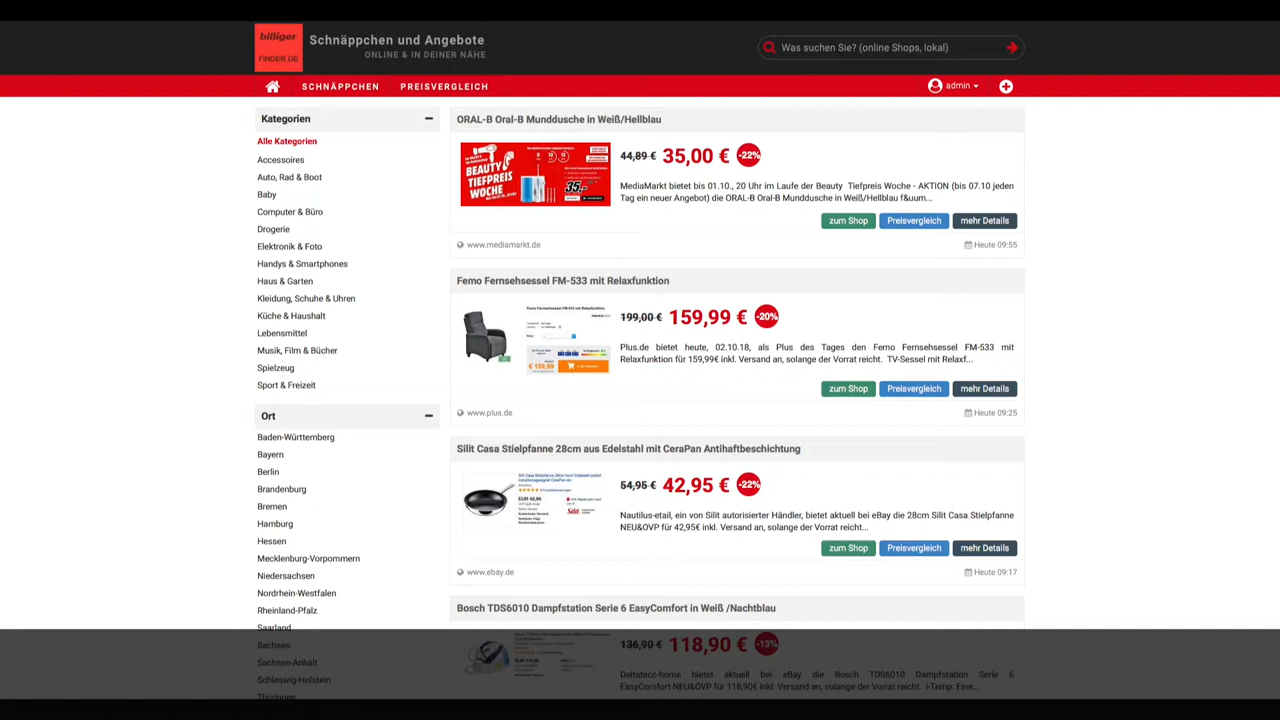 billiger
FINDER.DE
Schnäppchen und Angebote
ONLINE & IN DEINER NÄHE
Was suchen Sie? (online Shops, lokal)
SCHNÄPPCHEN
PREISVERGLEICH
admin
Kategorien
Alle Kategorien
Accessoires
Auto, Rad & Boot
Baby
Computer & Büro
Drogerie
Elektronik & Foto
Handys & Smartphones
Haus & Garten
Kleidung, Schuhe & Uhren
Küche & Haushalt
Lebensmittel
Musik, Film & Bücher
Spielzeug
Sport & Freizeit
Ort
Baden-Württemberg
Bayern
Berlin
Brandenburg
Bremen
Hamburg
Hessen
Mecklenburg-Vorpommern
Niedersachsen
Nordrhein-Westfalen
Rheinland-Pfalz
Saarland
Sachsen
Sachsen-Anhalt
Schleswig-Holstein
Thüringen
ORAL-B Oral-B Munddusche in Weiß/Hellblau
BEAUTY
TIEFPREIS
WOCHE
35,-
44,89 € 35,00 € -22%
MediaMarkt bietet bis 01.10., 20 Uhr im Laufe der Beauty Tiefpreis Woche - AKTION (bis 07.10 jeden
Tag ein neuer Angebot) die ORAL-B Oral-B Munddusche in Weiß/Hellblau f&uum...
zum Shop Preisvergleich mehr Details
www.mediamarkt.de Heute 09:55
Femo Fernsehsessel FM-533 mit Relaxfunktion
Femo Fernsehsessel FM-533 mit Relaxfunktion
€ 159,99
199,00 € 159,99 € -20%
Plus.de bietet heute, 02.10.18, als Plus des Tages den Femo Fernsehsessel FM-533 mit
Relaxfunktion für 159,99€ inkl. Versand an, solange der Vorrat reicht. TV-Sessel mit Relaxf...
zum Shop Preisvergleich mehr Details
www.plus.de Heute 09:25
Silit Casa Stielpfanne 28cm aus Edelstahl mit CeraPan Antihaftbeschichtung
EUR 42,95
Silit
54,95 € 42,95 € -22%
Nautilus-etail, ein von Silit autorisierter Händler, bietet aktuell bei eBay die 28cm Silit Casa Stielpfanne
NEU&OVP für 42,95€ inkl. Versand an, solange der Vorrat reicht...
zum Shop Preisvergleich mehr Details
www.ebay.de Heute 09:17
Bosch TDS6010 Dampfstation Serie 6 EasyComfort in Weiß /Nachtblau
136,90 € 118,90 € -13%
Deltatecc-home bietet aktuell bei eBay die Bosch TDS6010 Dampfstation Serie 6
EasyComfort NEU&OVP für 118,90€ inkl. Versand an, solange der Vorrat reicht. i-Temp: Eine...